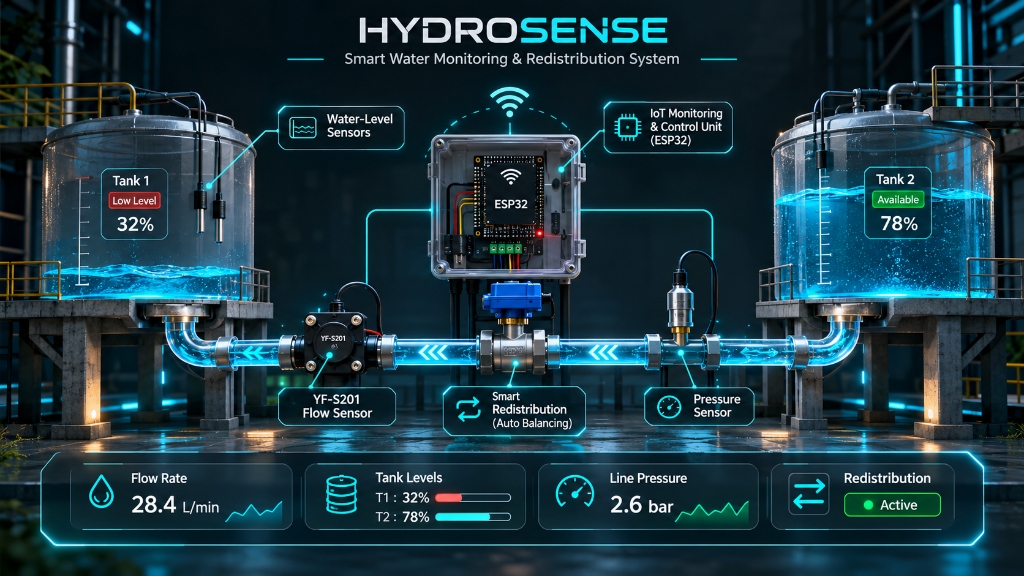 HYDROSENSE
Smart Water Monitoring & Redistribution System
Water-Level
Sensors
IoT Monitoring
& Control Unit
(ESP32)
Tank 1
Low Level
32%
ESP32
Tank 2
Available
78%
YF-S201
YF-S201
Flow Sensor
Smart
Redistribution
(Auto Balancing)
Pressure
Sensor
Flow Rate
28.4 L/min
Tank Levels
T1 : 32%
T2 : 78%
Line Pressure
2.6 bar
Redistribution
Active